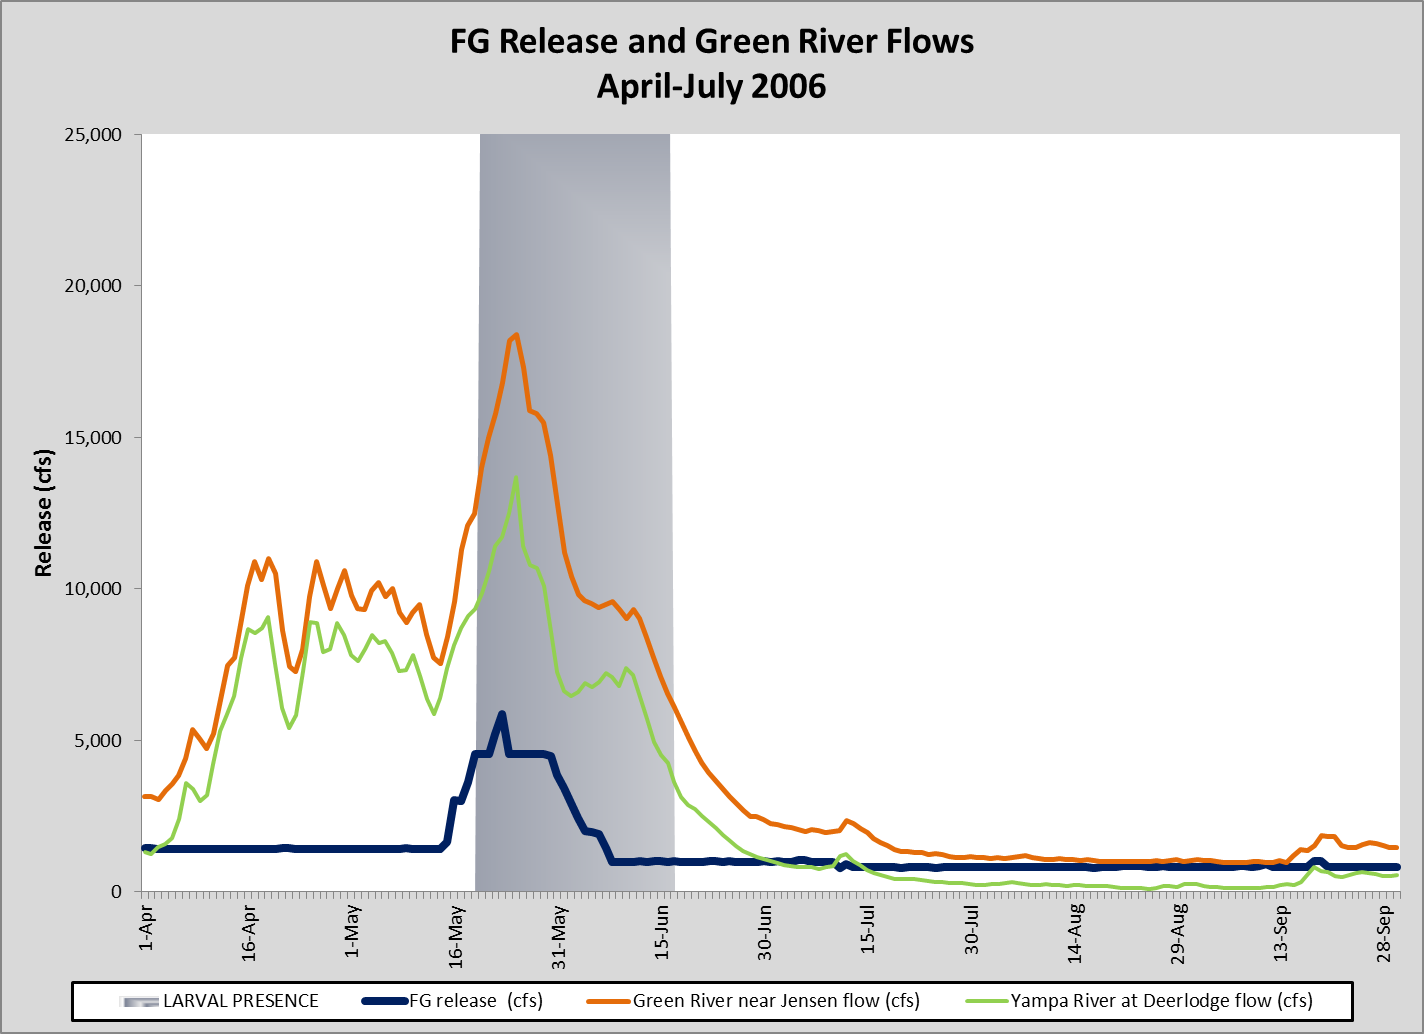 FG Release and Green River Flows
April-July 2006
Release (cfs)
25,000
20,000
15,000
10,000
5,000
0
1-Apr
16-Apr
1-May
16-May
31-May
15-Jun
30-Jun
15-Jul
30-Jul
14-Aug
29-Aug
13-Sep
28-Sep
LARVAL PRESENCE FG release (cfs) Green River near Jensen flow (cfs) Yampa River at Deerlodge flow (cfs)